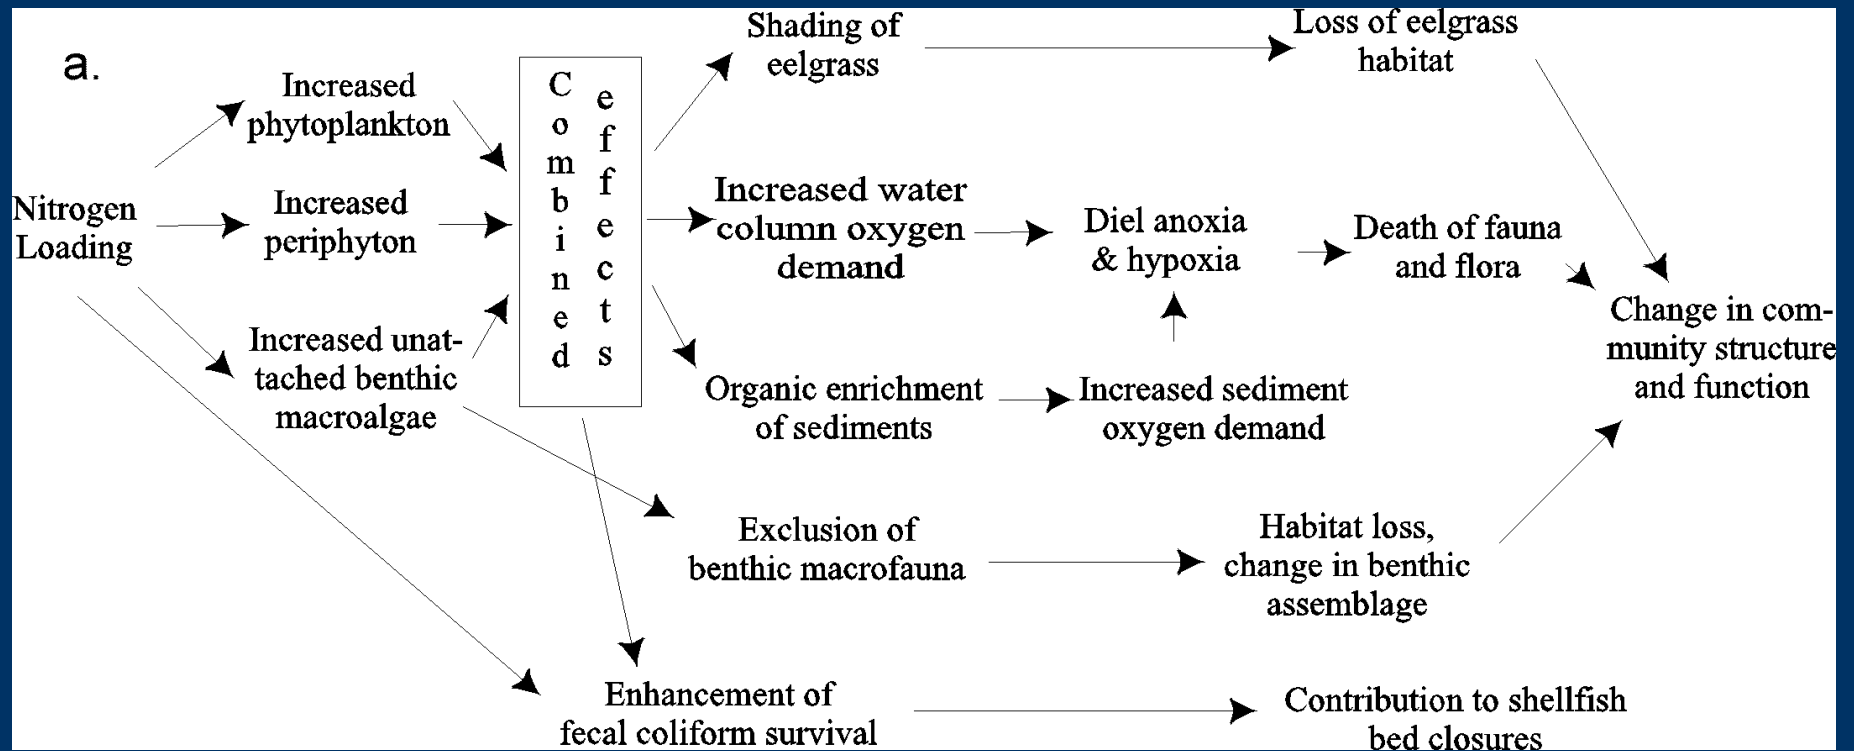 a.
Nitrogen
Loading
Increased
phytoplankton
Increased
periphyton
Increased unat-
tached benthic
macroalgae
Combined
effects
Shading of
eelgrass
Loss of eelgrass
habitat
Increased water
column oxygen
demand
Diel anoxia
& hypoxia
Death of fauna
and flora
Change in com-
munity structure
and function
Organic enrichment
of sediments
Increased sediment
oxygen demand
Exclusion of
benthic macrofauna
Habitat loss,
change in benthic
assemblage
Enhancement of
fecal coliform survival
Contribution to shellfish
bed closures